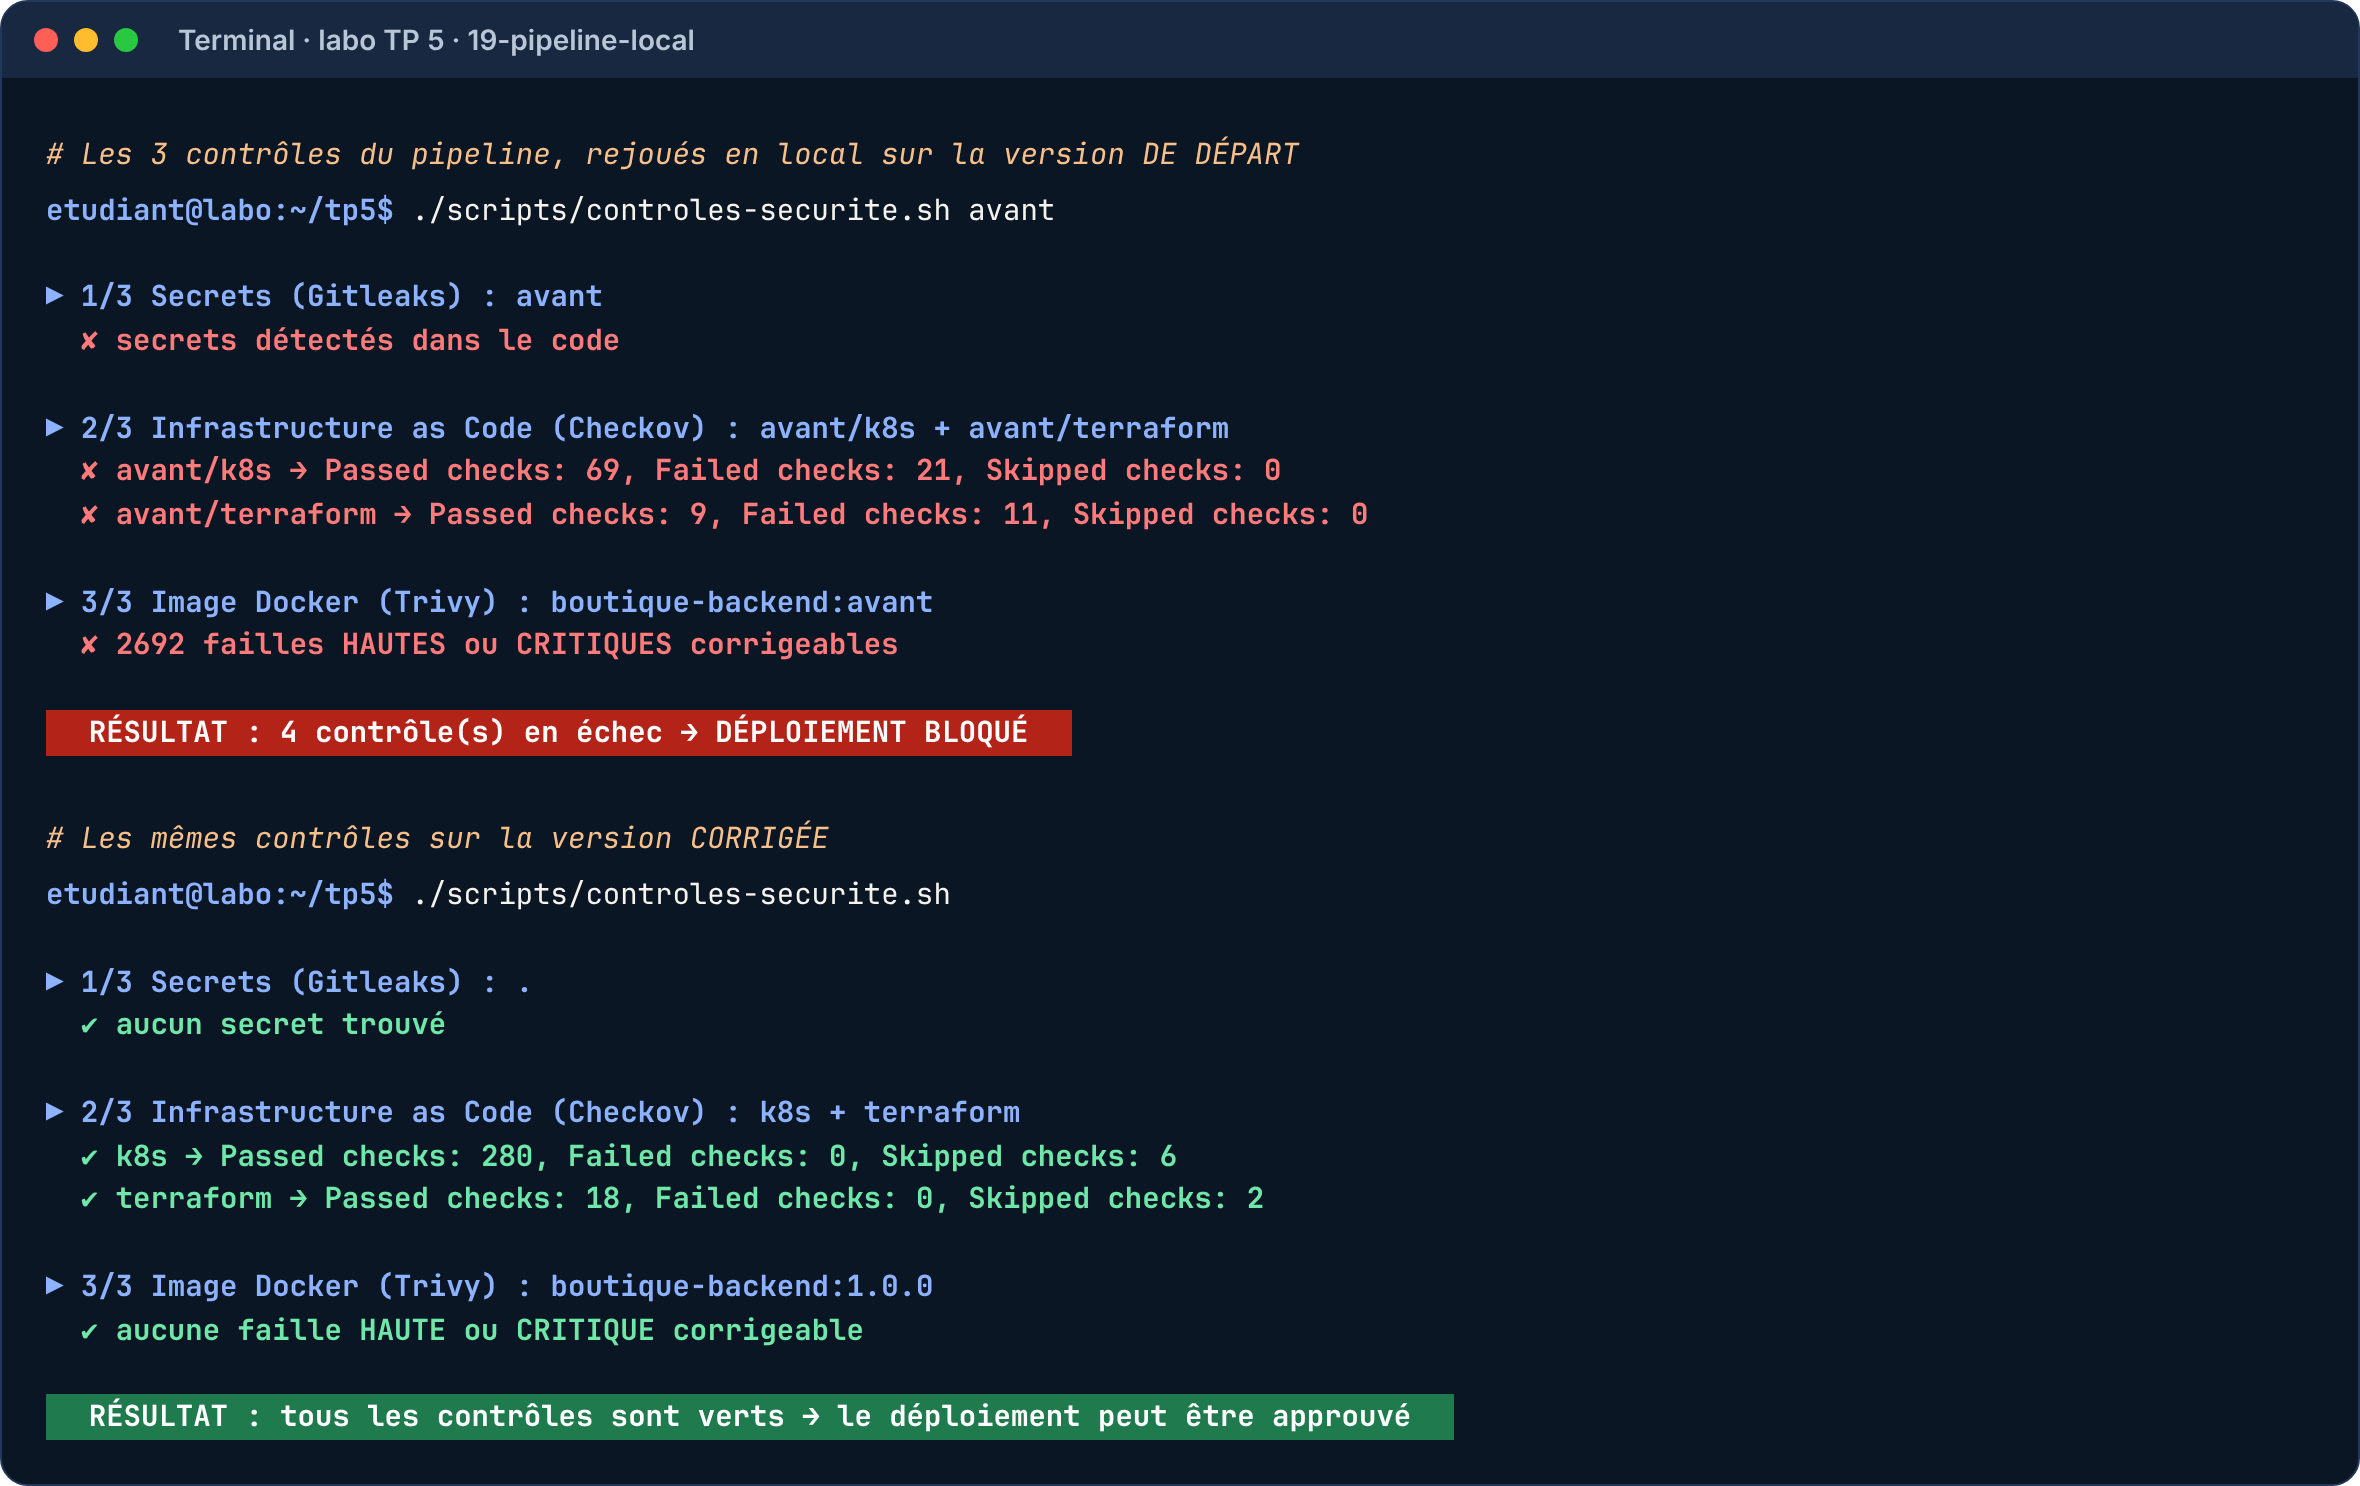 Terminal · labo TP 5 · 19-pipeline-local
# Les 3 contrôles du pipeline, rejoués en local sur la version DE DÉPART
etudiant@labo:~/tp5$ ./scripts/controles-securite.sh avant
▶ 1/3 Secrets (Gitleaks) : avant
✘ secrets détectés dans le code
▶ 2/3 Infrastructure as Code (Checkov) : avant/k8s + avant/terraform
✘ avant/k8s → Passed checks: 69, Failed checks: 21, Skipped checks: 0
✘ avant/terraform → Passed checks: 9, Failed checks: 11, Skipped checks: 0
▶ 3/3 Image Docker (Trivy) : boutique-backend:avant
✘ 2692 failles HAUTES ou CRITIQUES corrigeables
RÉSULTAT : 4 contrôle(s) en échec → DÉPLOIEMENT BLOQUÉ
# Les mêmes contrôles sur la version CORRIGÉE
etudiant@labo:~/tp5$ ./scripts/controles-securite.sh
▶ 1/3 Secrets (Gitleaks) : .
✔ aucun secret trouvé
▶ 2/3 Infrastructure as Code (Checkov) : k8s + terraform
✔ k8s → Passed checks: 280, Failed checks: 0, Skipped checks: 6
✔ terraform → Passed checks: 18, Failed checks: 0, Skipped checks: 2
▶ 3/3 Image Docker (Trivy) : boutique-backend:1.0.0
✔ aucune faille HAUTE ou CRITIQUE corrigeable
RÉSULTAT : tous les contrôles sont verts → le déploiement peut être approuvé